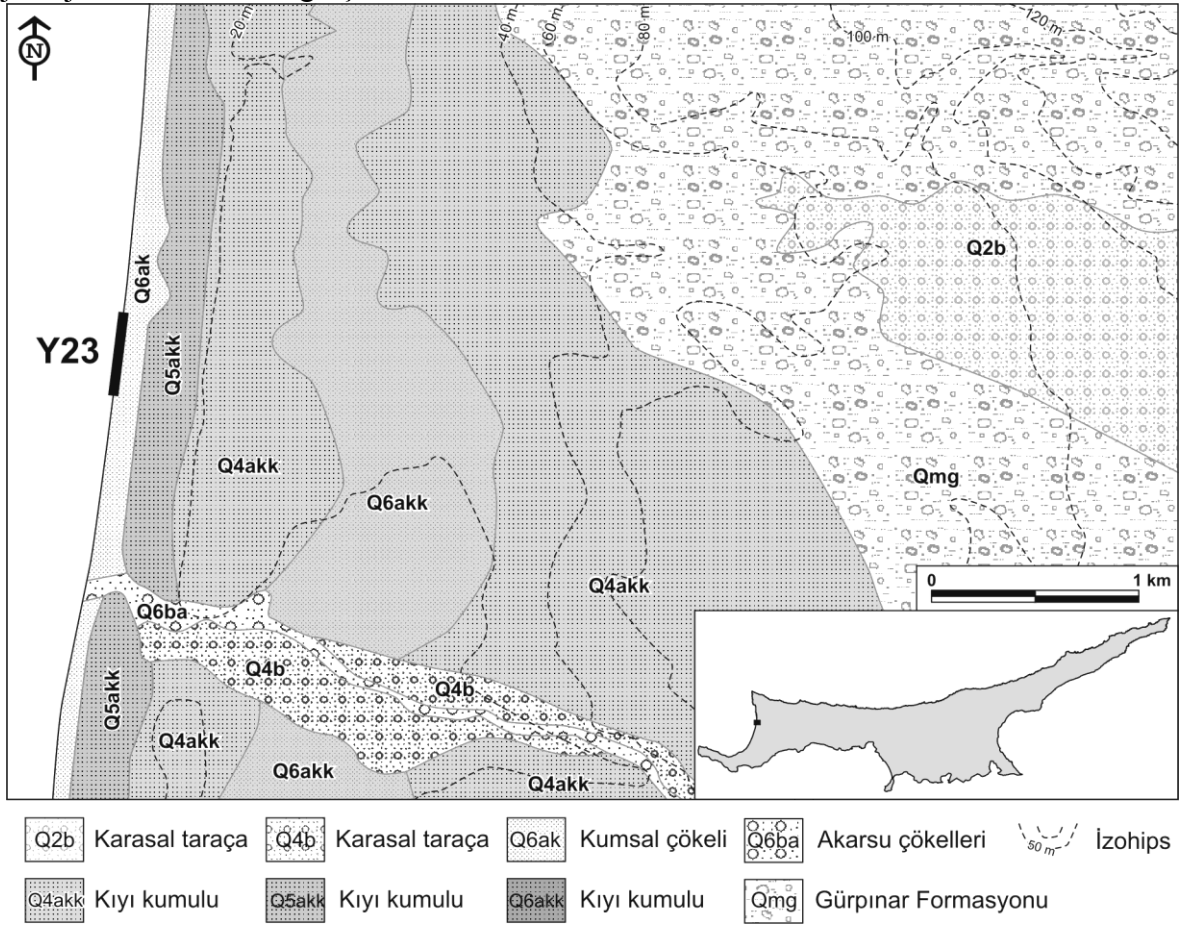 N
20 m
40 m
60 m
80 m
100 m
120 m
Q6ak
Q2b
Y23
Q5akk
Q4akk
Q6akk
Qmg
Q4akk
0 1 km
Q6ba
Q4b
Q4b
Q5akk
Q4akk
Q6akk
Q4akk
Q2b Karasal taraça Q4b Karasal taraça Q6ak Kumsal çökeli Q6ba Akarsu çökelleri 50 m İzohips
Q4akk Kıyı kumulu Q5akk Kıyı kumulu Q6akk Kıyı kumulu Qmg Gürpınar Formasyonu